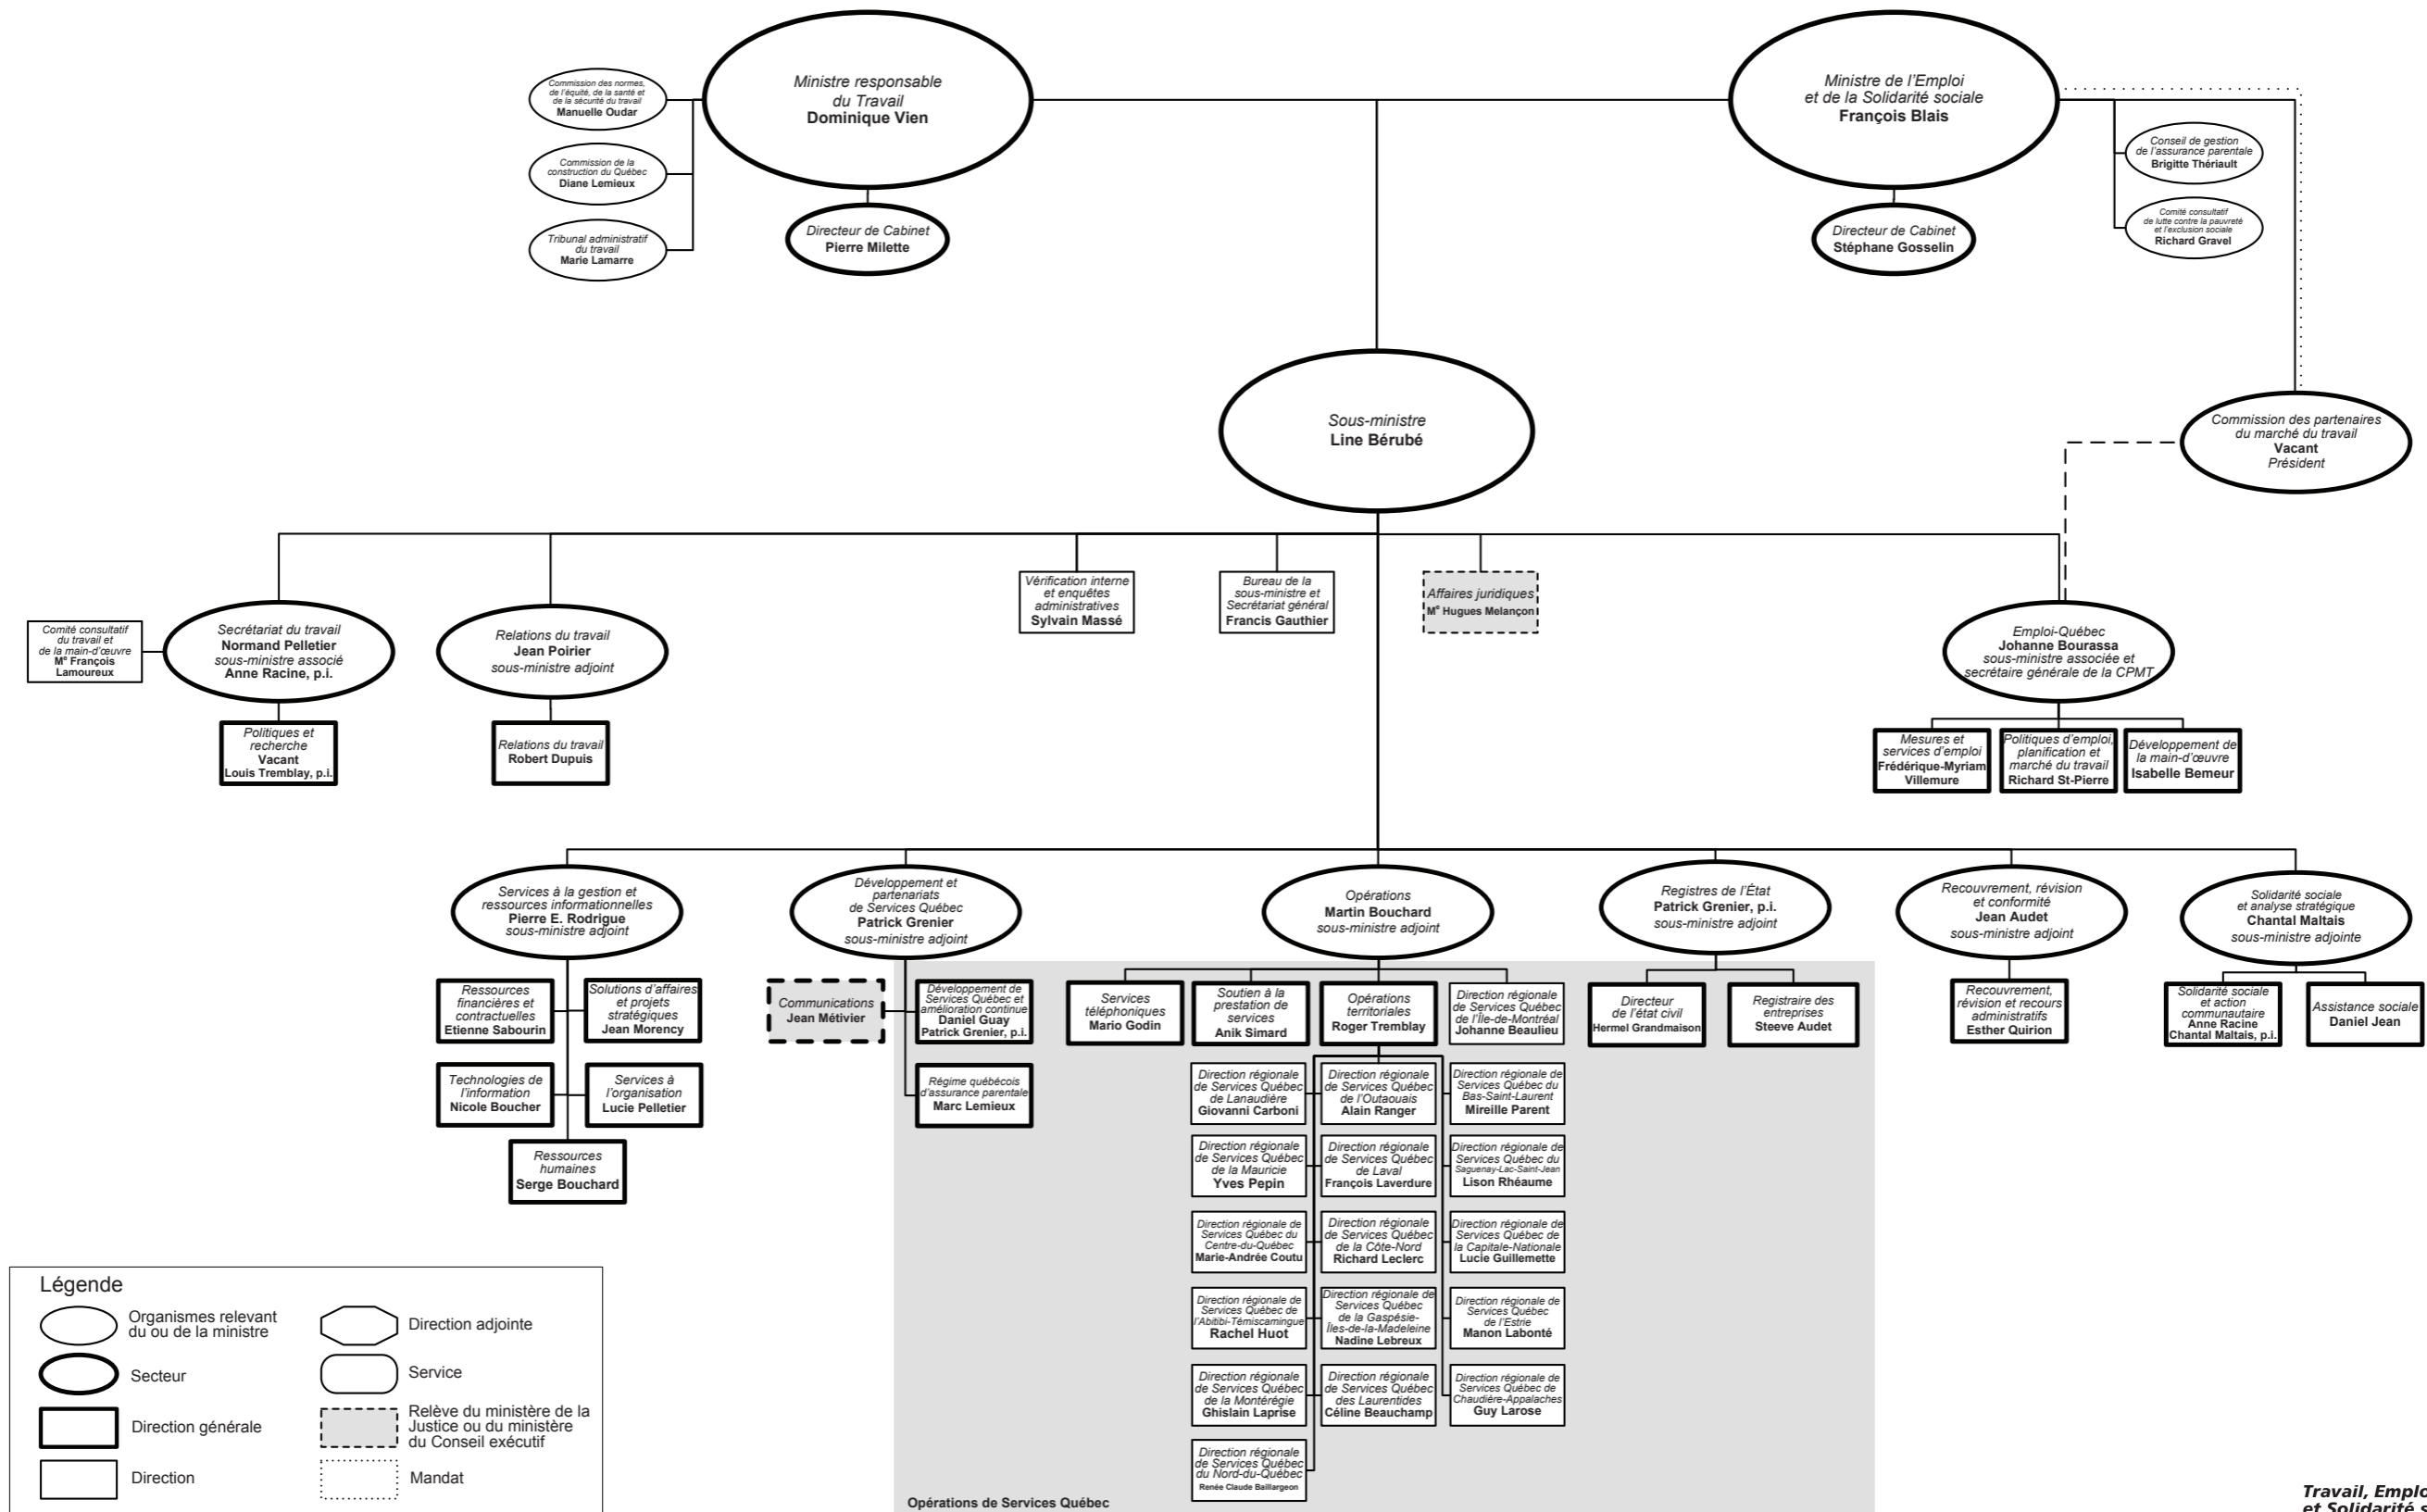 Ministre responsable
du Travail
Dominique Vien
Ministre de l'Emploi
et de la Solidarité sociale
François Blais
Commission des normes,
de l'équité, de la santé et
de la sécurité du travail
Manuelle Oudar
Commission de la
construction du Québec
Diane Lemieux
Tribunal administratif
du travail
Marie Lamarre
Directeur de Cabinet
Pierre Milette
Directeur de Cabinet
Stéphane Gosselin
Conseil de gestion
de l'assurance parentale
Brigitte Thériault
Comité consultatif
de lutte contre la pauvreté
et l'exclusion sociale
Richard Gravel
Sous-ministre
Line Bérubé
Commission des partenaires
du marché du travail
Vacant
Président
Comité consultatif
du travail et
de la main-d'œuvre
Me François
Lamoureux
Secrétariat du travail
Normand Pelletier
sous-ministre associé
Anne Racine, p.i.
Relations du travail
Jean Poirier
sous-ministre adjoint
Vérification interne
et enquêtes
administratives
Sylvain Massé
Bureau de la
sous-ministre et
Secrétariat général
Francis Gauthier
Affaires juridiques
Me Hugues Melançon
Emploi-Québec
Johanne Bourassa
sous-ministre associée et
secrétaire générale de la CPMT
Politiques et
recherche
Vacant
Louis Tremblay, p.i.
Relations du travail
Robert Dupuis
Mesures et
services d'emploi
Frédérique-Myriam
Villemure
Politiques d'emploi,
planification et
marché du travail
Richard St-Pierre
Développement de
la main-d'œuvre
Isabelle Bemeur
Services à la gestion et
ressources informationnelles
Pierre E. Rodrigue
sous-ministre adjoint
Développement et
partenariats
de Services Québec
Patrick Grenier
sous-ministre adjoint
Opérations
Martin Bouchard
sous-ministre adjoint
Registres de l'État
Patrick Grenier, p.i.
sous-ministre adjoint
Recouvrement, révision
et conformité
Jean Audet
sous-ministre adjoint
Solidarité sociale
et analyse stratégique
Chantal Maltais
sous-ministre adjointe
Ressources
financières et
contractuelles
Etienne Sabourin
Solutions d'affaires
et projets
stratégiques
Jean Morency
Communications
Jean Métivier
Développement de
Services Québec et
amélioration continue
Daniel Guay
Patrick Grenier, p.i.
Services
téléphoniques
Mario Godin
Soutien à la
prestation de
services
Anik Simard
Opérations
territoriales
Roger Tremblay
Direction régionale
de Services Québec
de l'Île-de-Montréal
Johanne Beaulieu
Directeur
de l'état civil
Hermel Grandmaison
Registraire des
entreprises
Steeve Audet
Recouvrement,
révision et recours
administratifs
Esther Quirion
Solidarité sociale
et action
communautaire
Anne Racine
Chantal Maltais, p.i.
Assistance sociale
Daniel Jean
Technologies de
l'information
Nicole Boucher
Services à
l'organisation
Lucie Pelletier
Régime québécois
d'assurance parentale
Marc Lemieux
Ressources
humaines
Serge Bouchard
Direction régionale
de Services Québec
de Lanaudière
Giovanni Carboni
Direction régionale
de Services Québec
de l'Outaouais
Alain Ranger
Direction régionale de
Services Québec du
Bas-Saint-Laurent
Mireille Parent
Direction régionale
de Services Québec
de la Mauricie
Yves Pepin
Direction régionale
de Services Québec
de Laval
François Laverdure
Direction régionale de
Services Québec du
Saguenay-Lac-Saint-Jean
Lison Rhéaume
Direction régionale de
Services Québec du
Centre-du-Québec
Marie-Andrée Coutu
Direction régionale
de Services Québec
de la Côte-Nord
Richard Leclerc
Direction régionale de
Services Québec de
la Capitale-Nationale
Lucie Guillemette
Direction régionale de
Services Québec de
l'Abitibi-Témiscamingue
Rachel Huot
Direction régionale de
Services Québec
de la Gaspésie-
Îles-de-la-Madeleine
Nadine Lebreux
Direction régionale de
Services Québec
de l'Estrie
Manon Labonté
Direction régionale
de Services Québec
de la Montérégie
Ghislain Laprise
Direction régionale
de Services Québec
des Laurentides
Céline Beauchamp
Direction régionale de
Services Québec de
Chaudière-Appalaches
Guy Larose
Direction régionale
de Services Québec
du Nord-du-Québec
Renée Claude Baillargeon
Opérations de Services Québec
Légende
Organismes relevant
du ou de la ministre
Direction adjointe
Secteur
Service
Direction générale
Relève du ministère de la
Justice ou du ministère
du Conseil exécutif
Direction
Mandat
Travail, Emplo
et Solidarité s